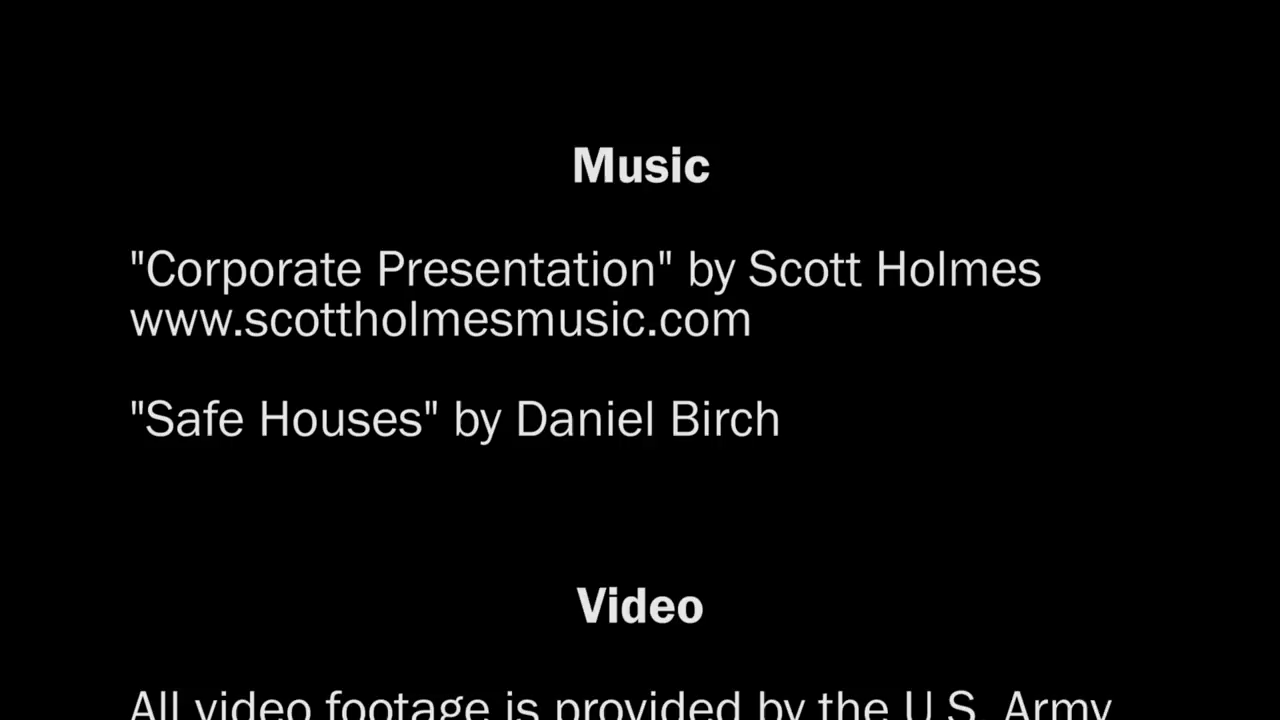 Music
"Corporate Presentation" by Scott Holmes
www.scottholmesmusic.com
"Safe Houses" by Daniel Birch
Video
All video footage is provided by the U.S. Army